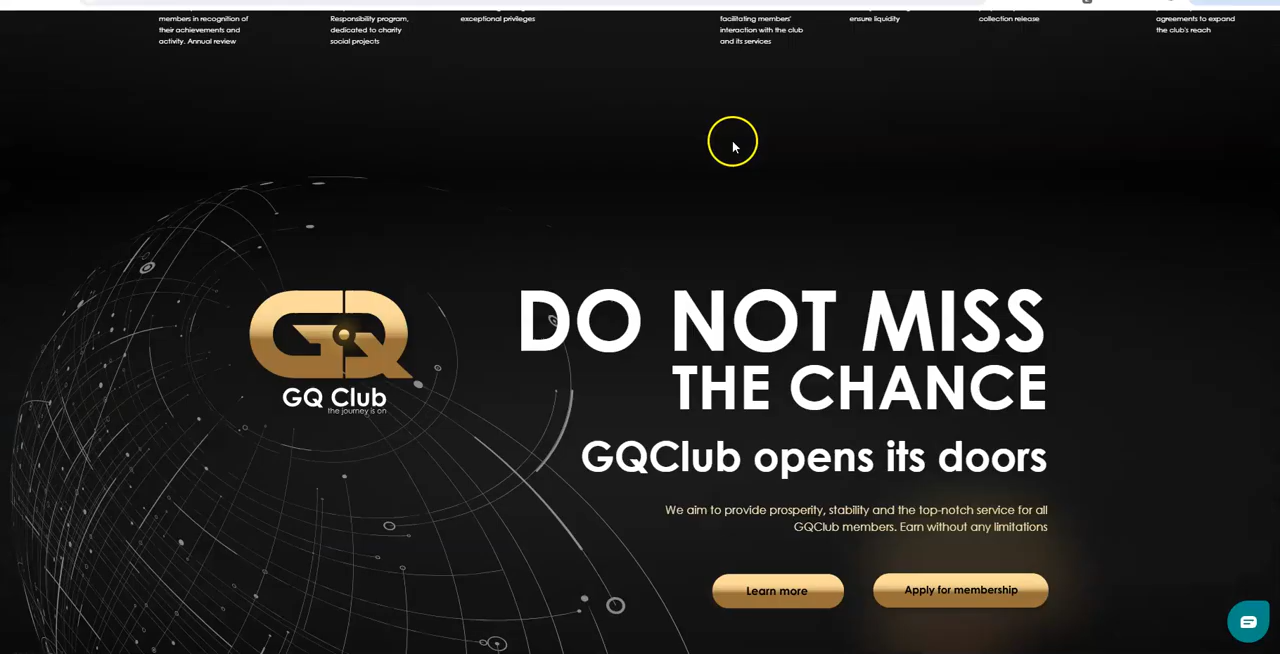 members in recognition of
their achievements and
activity. Annual review
Responsibility program,
dedicated to charity
social projects
exceptional privileges
facilitating members'
interaction with the club
and its services
ensure liquidity
collection release
agreements to expand
the club's reach
GQ
GQ Club
the journey is on
DO NOT MISS
THE CHANCE
GQClub opens its doors
We aim to provide prosperity, stability and the top-notch service for all
GQClub members. Earn without any limitations
Learn more
Apply for membership